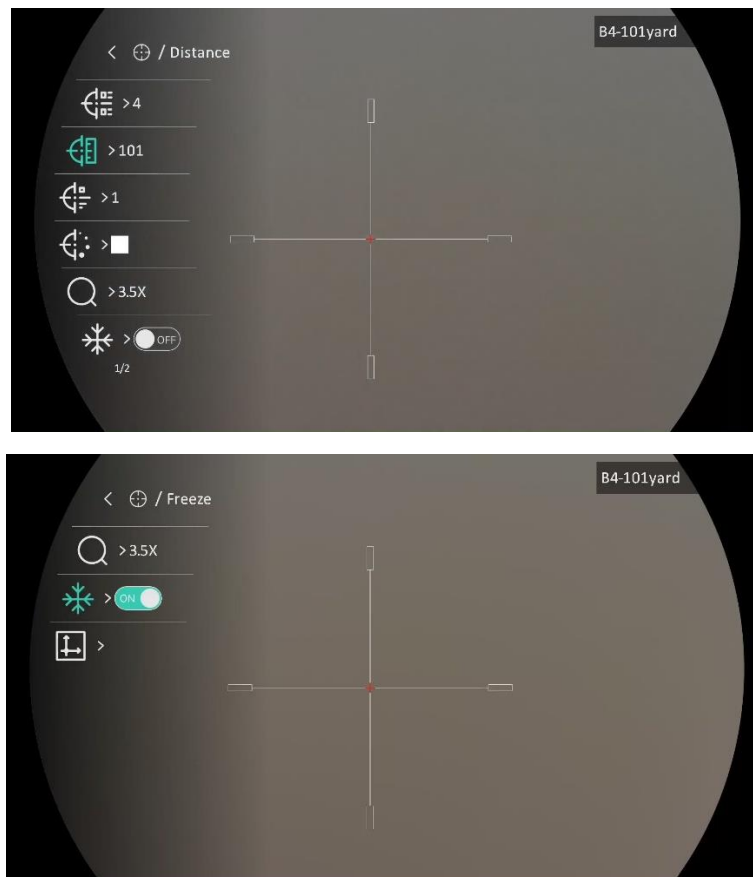 B4-101yard
< / Distance
>4
>101
>1
>
>3.5X
> OFF
1/2
B4-101yard
< / Freeze
>3.5X
> ON
>